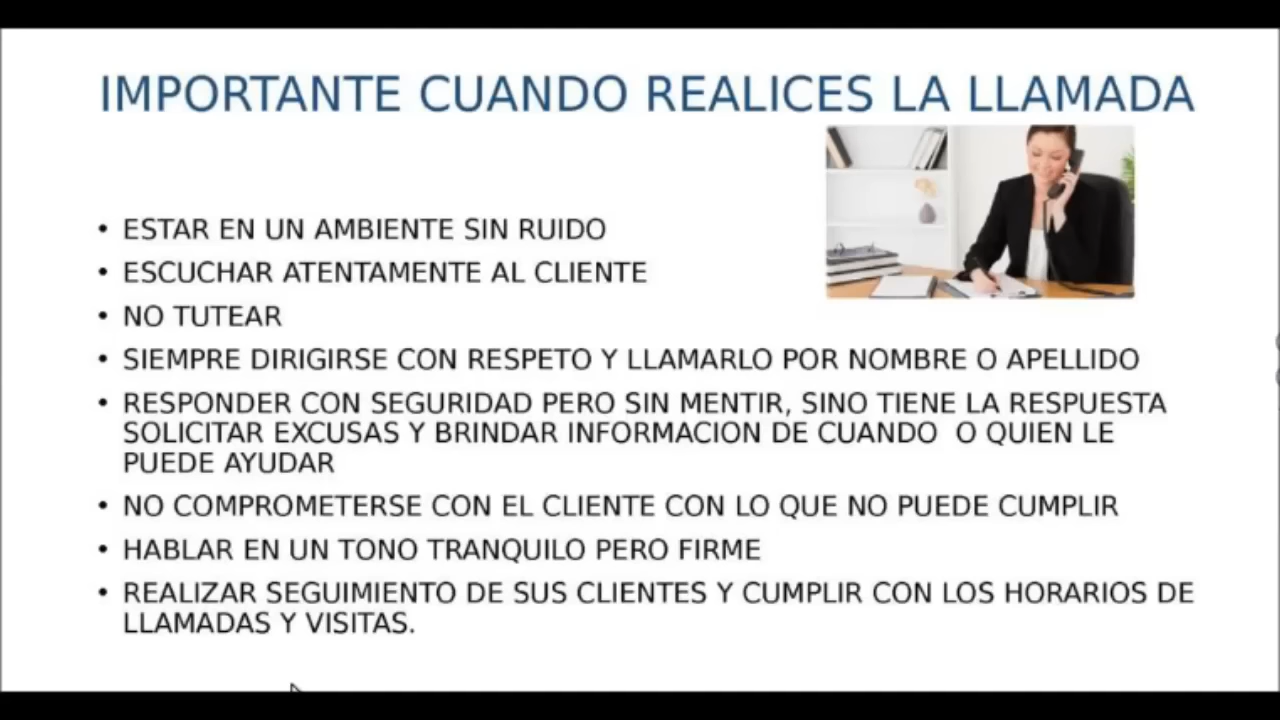 IMPORTANTE CUANDO REALICES LA LLAMADA
• ESTAR EN UN AMBIENTE SIN RUIDO
• ESCUCHAR ATENTAMENTE AL CLIENTE
• NO TUTEAR
• SIEMPRE DIRIGIRSE CON RESPETO Y LLAMARLO POR NOMBRE O APELLIDO
• RESPONDER CON SEGURIDAD PERO SIN MENTIR, SINO TIENE LA RESPUESTA
SOLICITAR EXCUSAS Y BRINDAR INFORMACION DE CUANDO  O QUIEN LE
PUEDE AYUDAR
• NO COMPROMETERSE CON EL CLIENTE CON LO QUE NO PUEDE CUMPLIR
• HABLAR EN UN TONO TRANQUILO PERO FIRME
• REALIZAR SEGUIMIENTO DE SUS CLIENTES Y CUMPLIR CON LOS HORARIOS DE
LLAMADAS Y VISITAS.